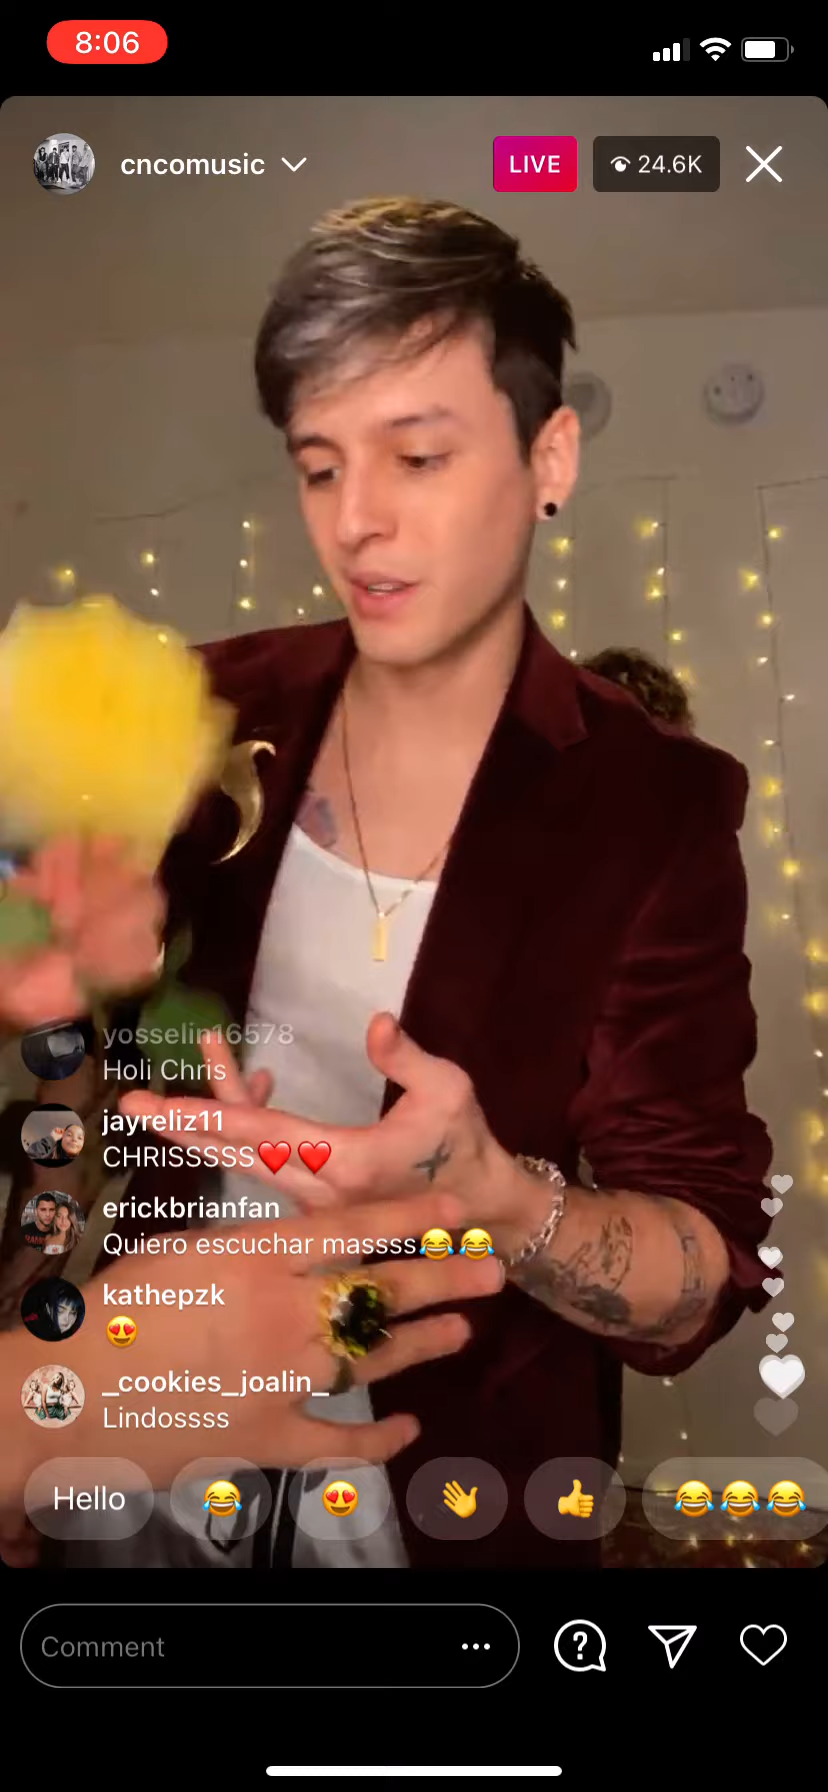 8:06
cncomusic
LIVE
24.6K
yosselin16578
Holi Chris
jayreliz11
CHRISSSSS❤️❤️
erickbrianfan
Quiero escuchar massss😂😂
kathepzk
😍
_cookies_joalin_
Lindossss
Hello 😂 😍 👋 👍 😂😂😂
Comment